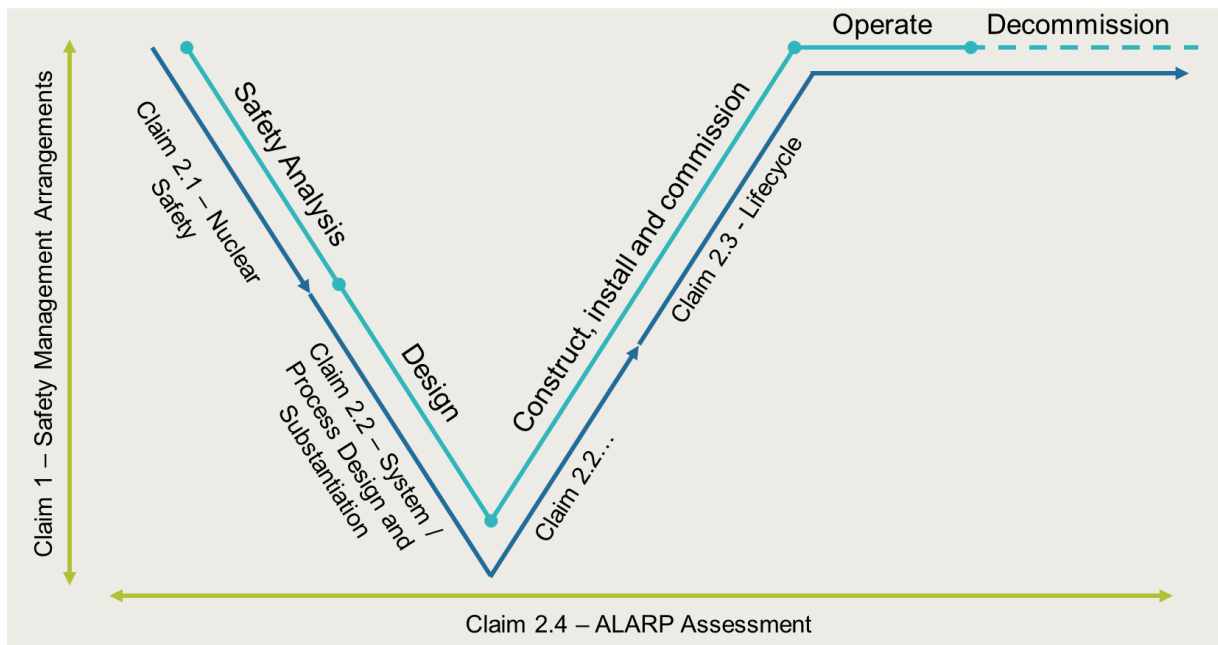 Operate
Decommission
Claim 1 – Safety Management Arrangements
Safety Analysis
Claim 2.1 – Nuclear
Safety
Design
Claim 2.2 – System /
Process Design and
Substantiation
Construct, install and commission
Claim 2.2…
Claim 2.3 - Lifecycle
Claim 2.4 – ALARP Assessment